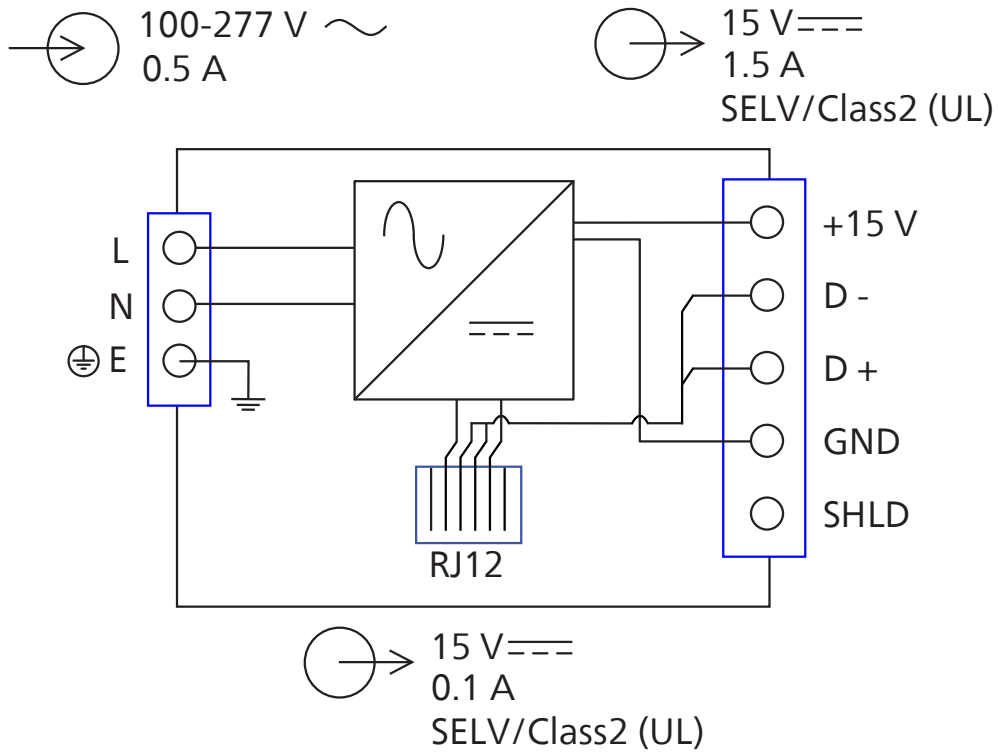 100-277 V
0.5 A
15 V
1.5 A
SELV/Class2 (UL)
L
N
E
+15 V
D -
D +
GND
SHLD
RJ12
15 V
0.1 A
SELV/Class2 (UL)